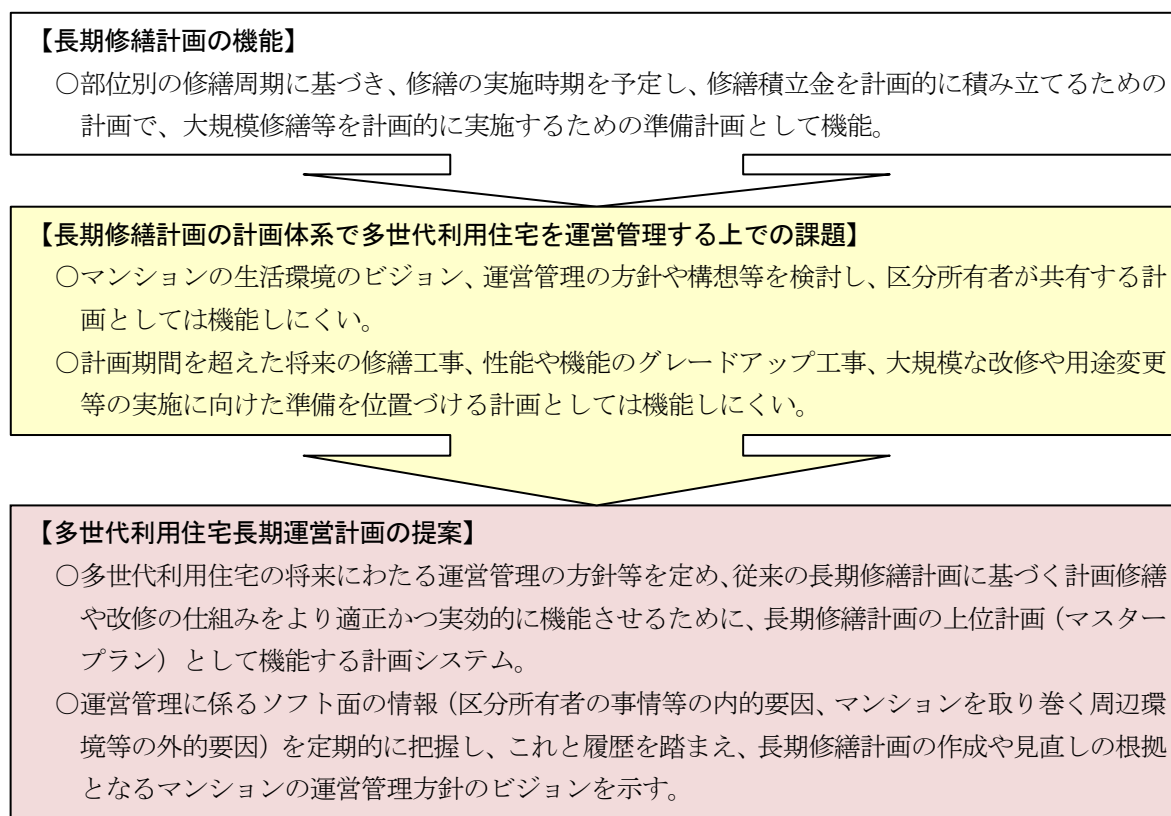 【長期修繕計画の機能】
○部位別の修繕周期に基づき、修繕の実施時期を予定し、修繕積立金を計画的に積み立てるための
計画で、大規模修繕等を計画的に実施するための準備計画として機能。
【長期修繕計画の計画体系で多世代利用住宅を運営管理する上での課題】
○マンションの生活環境のビジョン、運営管理の方針や構想等を検討し、区分所有者が共有する計
画としては機能しにくい。
○計画期間を超えた将来の修繕工事、性能や機能のグレードアップ工事、大規模な改修や用途変更
等の実施に向けた準備を位置づける計画としては機能しにくい。
【多世代利用住宅長期運営計画の提案】
○多世代利用住宅の将来にわたる運営管理の方針等を定め、従来の長期修繕計画に基づく計画修繕
や改修の仕組みをより適正かつ実効的に機能させるために、長期修繕計画の上位計画（マスター
プラン）として機能する計画システム。
○運営管理に係るソフト面の情報（区分所有者の事情等の内的要因、マンションを取り巻く周辺環
境等の外的要因）を定期的に把握し、これと履歴を踏まえ、長期修繕計画の作成や見直しの根拠
となるマンションの運営管理方針のビジョンを示す。